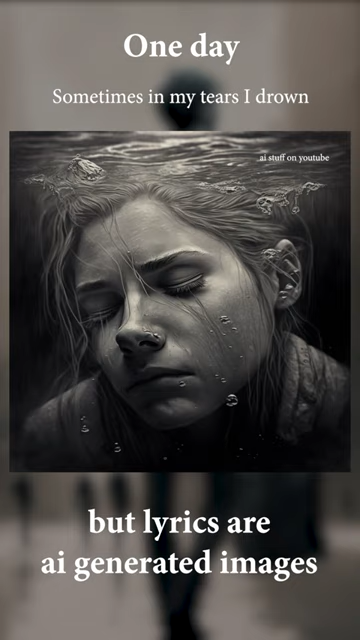 One day
Sometimes in my tears I drown
ai stuff on youtube
but lyrics are
ai generated images